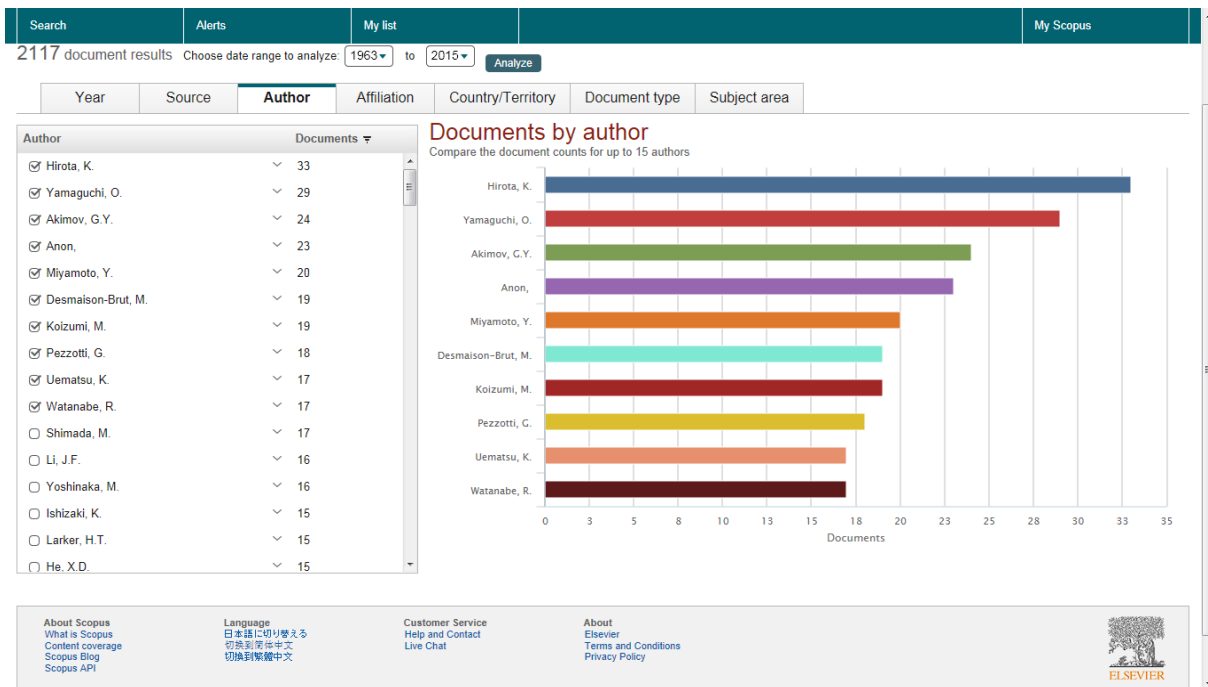 Search Alerts My list My Scopus
2117 document results Choose date range to analyze: 1963 to 2015 Analyze
Year Source Author Affiliation Country/Territory Document type Subject area
Author Documents
Hirota, K. 33
Yamaguchi, O. 29
Akimov, G.Y. 24
Anon, 23
Miyamoto, Y. 20
Desmaison-Brut, M. 19
Koizumi, M. 19
Pezzotti, G. 18
Uematsu, K. 17
Watanabe, R. 17
Shimada, M. 17
Li, J.F. 16
Yoshinaka, M. 16
Ishizaki, K. 15
Larker, H.T. 15
He, X.D. 15
Documents by author
Compare the document counts for up to 15 authors
Hirota, K.
Yamaguchi, O.
Akimov, G.Y.
Anon,
Miyamoto, Y.
Desmaison-Brut, M.
Koizumi, M.
Pezzotti, G.
Uematsu, K.
Watanabe, R.
0 3 5 8 10 13 15 18 20 23 25 28 30 33 35
Documents
About Scopus
What is Scopus
Content coverage
Scopus Blog
Scopus API
Language
日本語に切り替える
切换到简体中文
切換到繁體中文
Customer Service
Help and Contact
Live Chat
About
Elsevier
Terms and Conditions
Privacy Policy
ELSEVIER